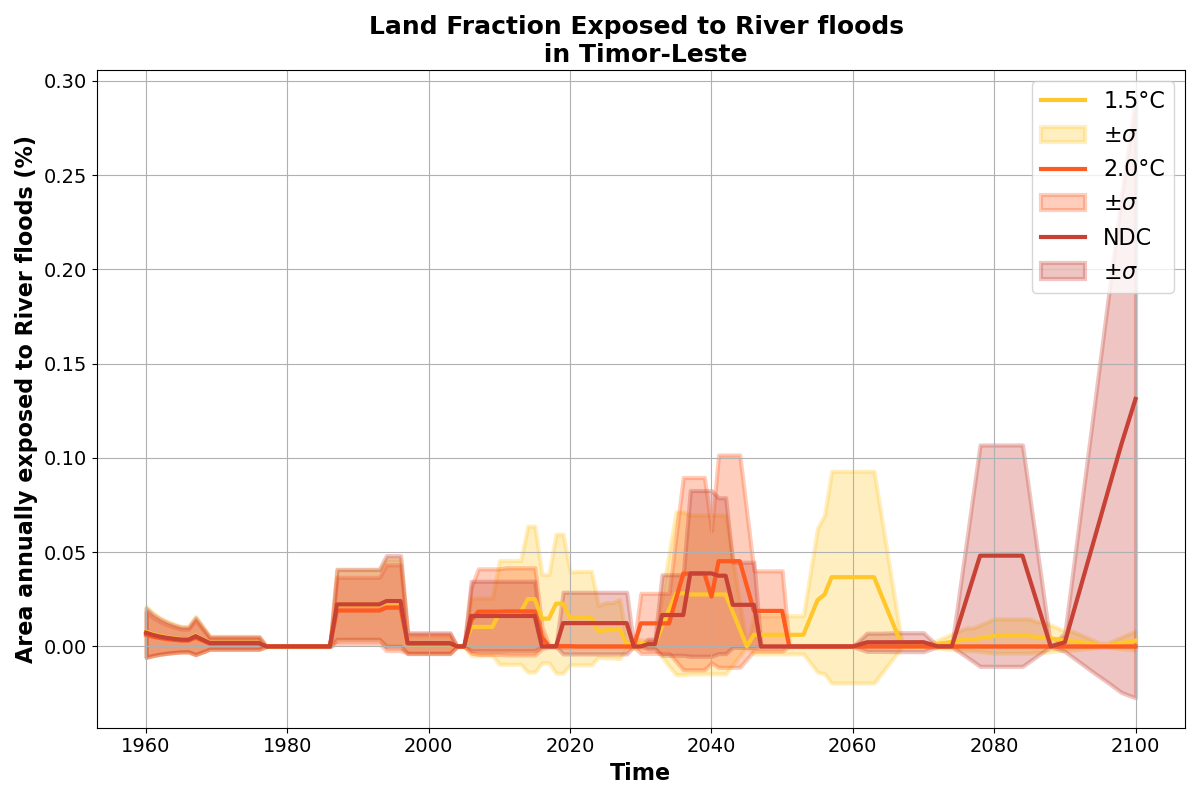 Land Fraction Exposed to River floods
in Timor-Leste
Area annually exposed to River floods (%)
0.30
0.25
0.20
0.15
0.10
0.05
0.00
1.5°C
±σ
2.0°C
±σ
NDC
±σ
1960
1980
2000
2020
2040
2060
2080
2100
Time